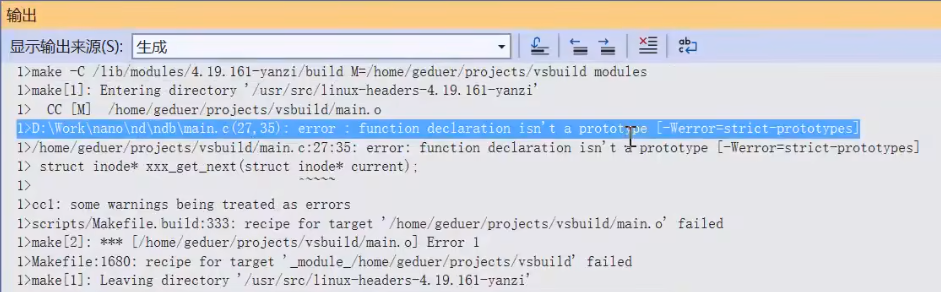 输出
显示输出来源(S): 生成
1>make -C /lib/modules/4.19.161-yanzi/build M=/home/geduer/projects/vsbuild modules
1>make[1]: Entering directory '/usr/src/linux-headers-4.19.161-yanzi'
1>  CC [M]  /home/geduer/projects/vsbuild/main.o
1>D:\Work\nano\nd\ndb\main.c(27,35): error : function declaration isn't a prototype [-Werror=strict-prototypes]
1>/home/geduer/projects/vsbuild/main.c:27:35: error: function declaration isn't a prototype [-Werror=strict-prototypes]
1> struct inode* xxx_get_next(struct inode* current);
1>                                   ~~~~~
1>cc1: some warnings being treated as errors
1>scripts/Makefile.build:333: recipe for target '/home/geduer/projects/vsbuild/main.o' failed
1>make[2]: *** [/home/geduer/projects/vsbuild/main.o] Error 1
1>Makefile:1680: recipe for target '_module_/home/geduer/projects/vsbuild' failed
1>make[1]: Leaving directory '/usr/src/linux-headers-4.19.161-yanzi'